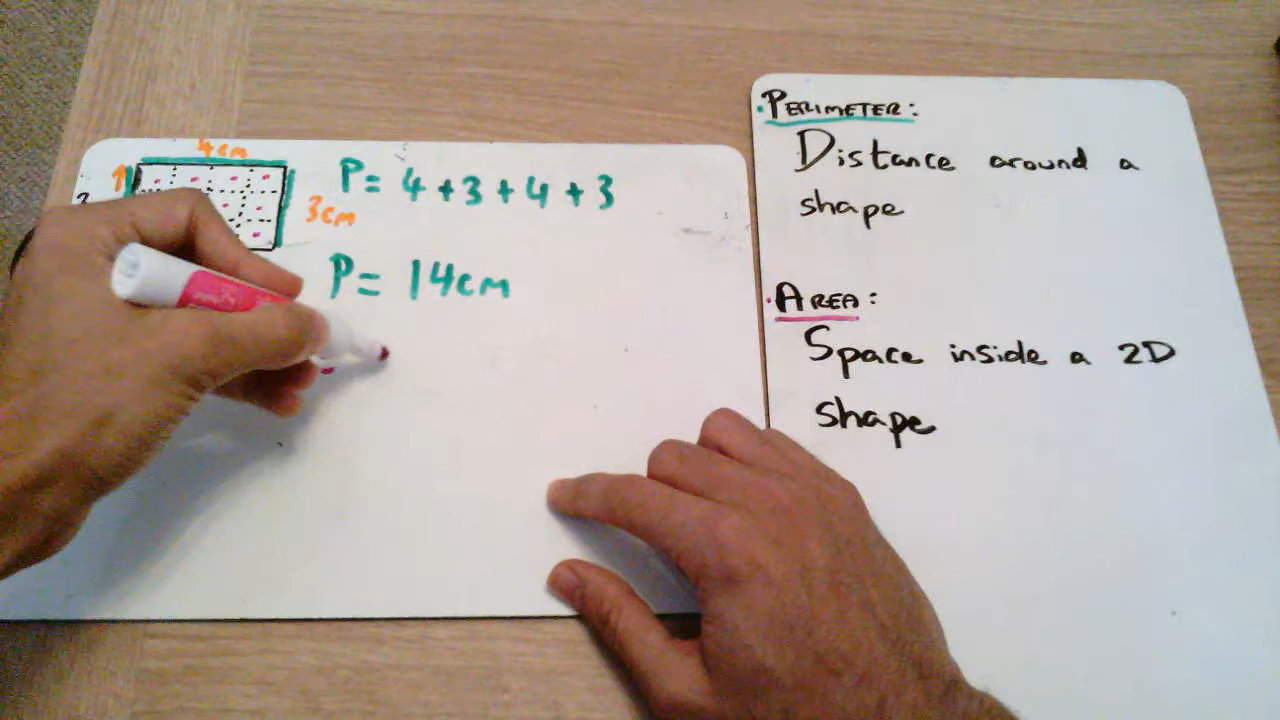 4cm
P= 4+3+4+3
3cm
P= 14cm
PERIMETER:
Distance around a
shape
AREA:
Space inside a 2D
shape